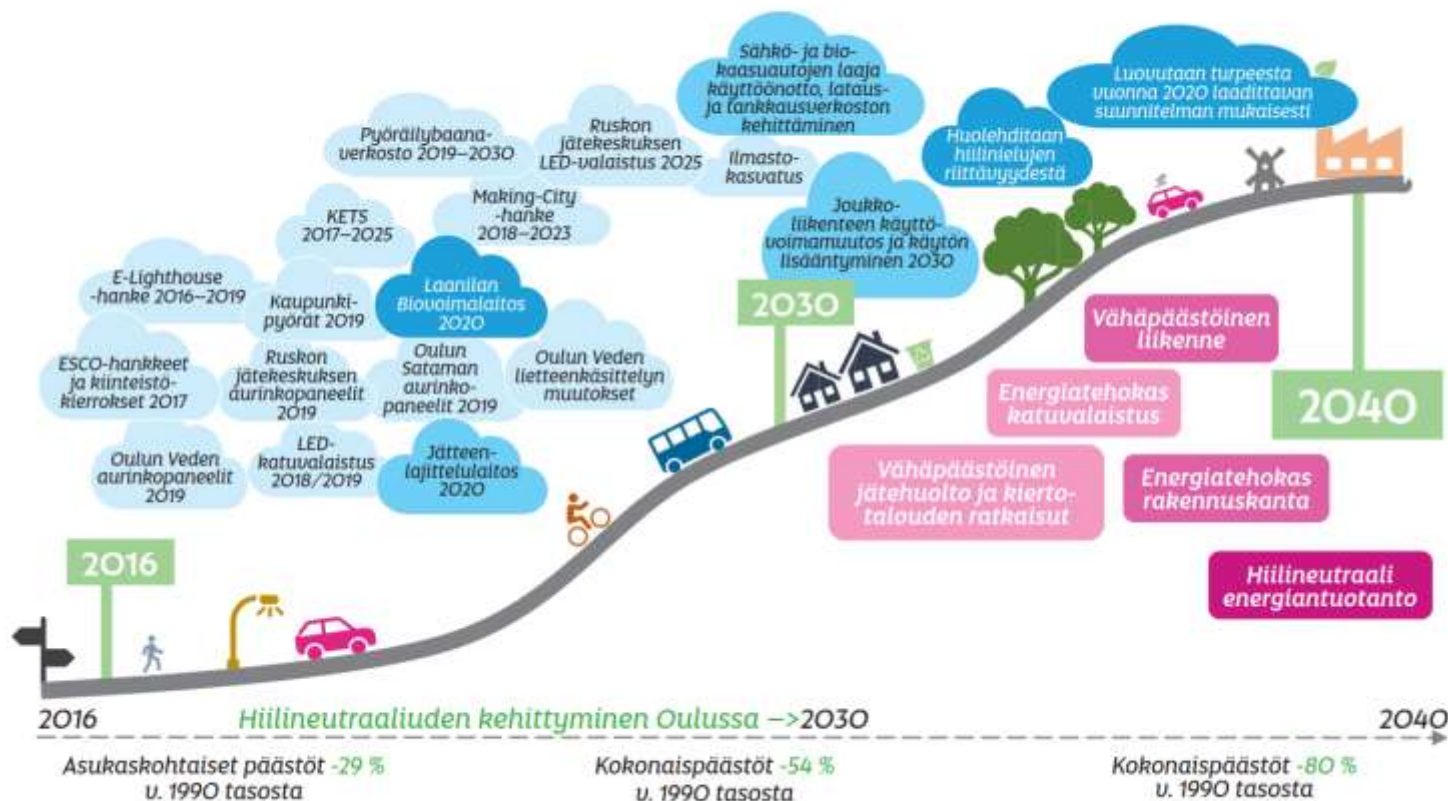 Sähkö- ja bio-
kaasuautojen laaja
käyttöönotto, lataus-
ja tankkausverkoston
kehittäminen
Luovutaan turpeesta
vuonna 2020 laadittavan
suunnitelman mukaisesti
Pyöräilybaana-
verkosto 2019–2030
Ruskon
jätekeskuksen
LED-valaistus 2025
Ilmasto-
kasvatus
Huolehditaan
hiilinielujen
riittävyydestä
KETS
2017–2025
Making-City
-hanke
2018–2023
Joukko-
liikenteen käyttö-
voimamuutos ja käytön
lisääntyminen 2030
E-Lighthouse
-hanke 2016–2019
Kaupunki-
pyörät 2019
Laanilan
Biovoimalaitos
2020
ESCO-hankkeet
ja kiinteistö-
kierrokset 2017
Ruskon
jätekeskuksen
aurinkopaneelit
2019
Oulun
Sataman
aurinko-
paneelit 2019
Oulun Veden
lietteenkäsittelyn
muutokset
Oulun Veden
aurinkopaneelit
2019
LED-
katuvalaistus
2018/2019
Jätteen-
lajittelulaitos
2020
2016
2030
2040
Vähäpäästöinen
liikenne
Energiatehokas
katuvalaistus
Vähäpäästöinen
jätehuolto ja kierto-
talouden ratkaisut
Energiatehokas
rakennuskanta
Hiilineutraali
energiantuotanto
2016 Hiilineutraaliuden kehittyminen Oulussa –>2030 2040
Asukaskohtaiset päästöt -29 %
v. 1990 tasosta
Kokonaispäästöt -54 %
v. 1990 tasosta
Kokonaispäästöt -80 %
v. 1990 tasosta